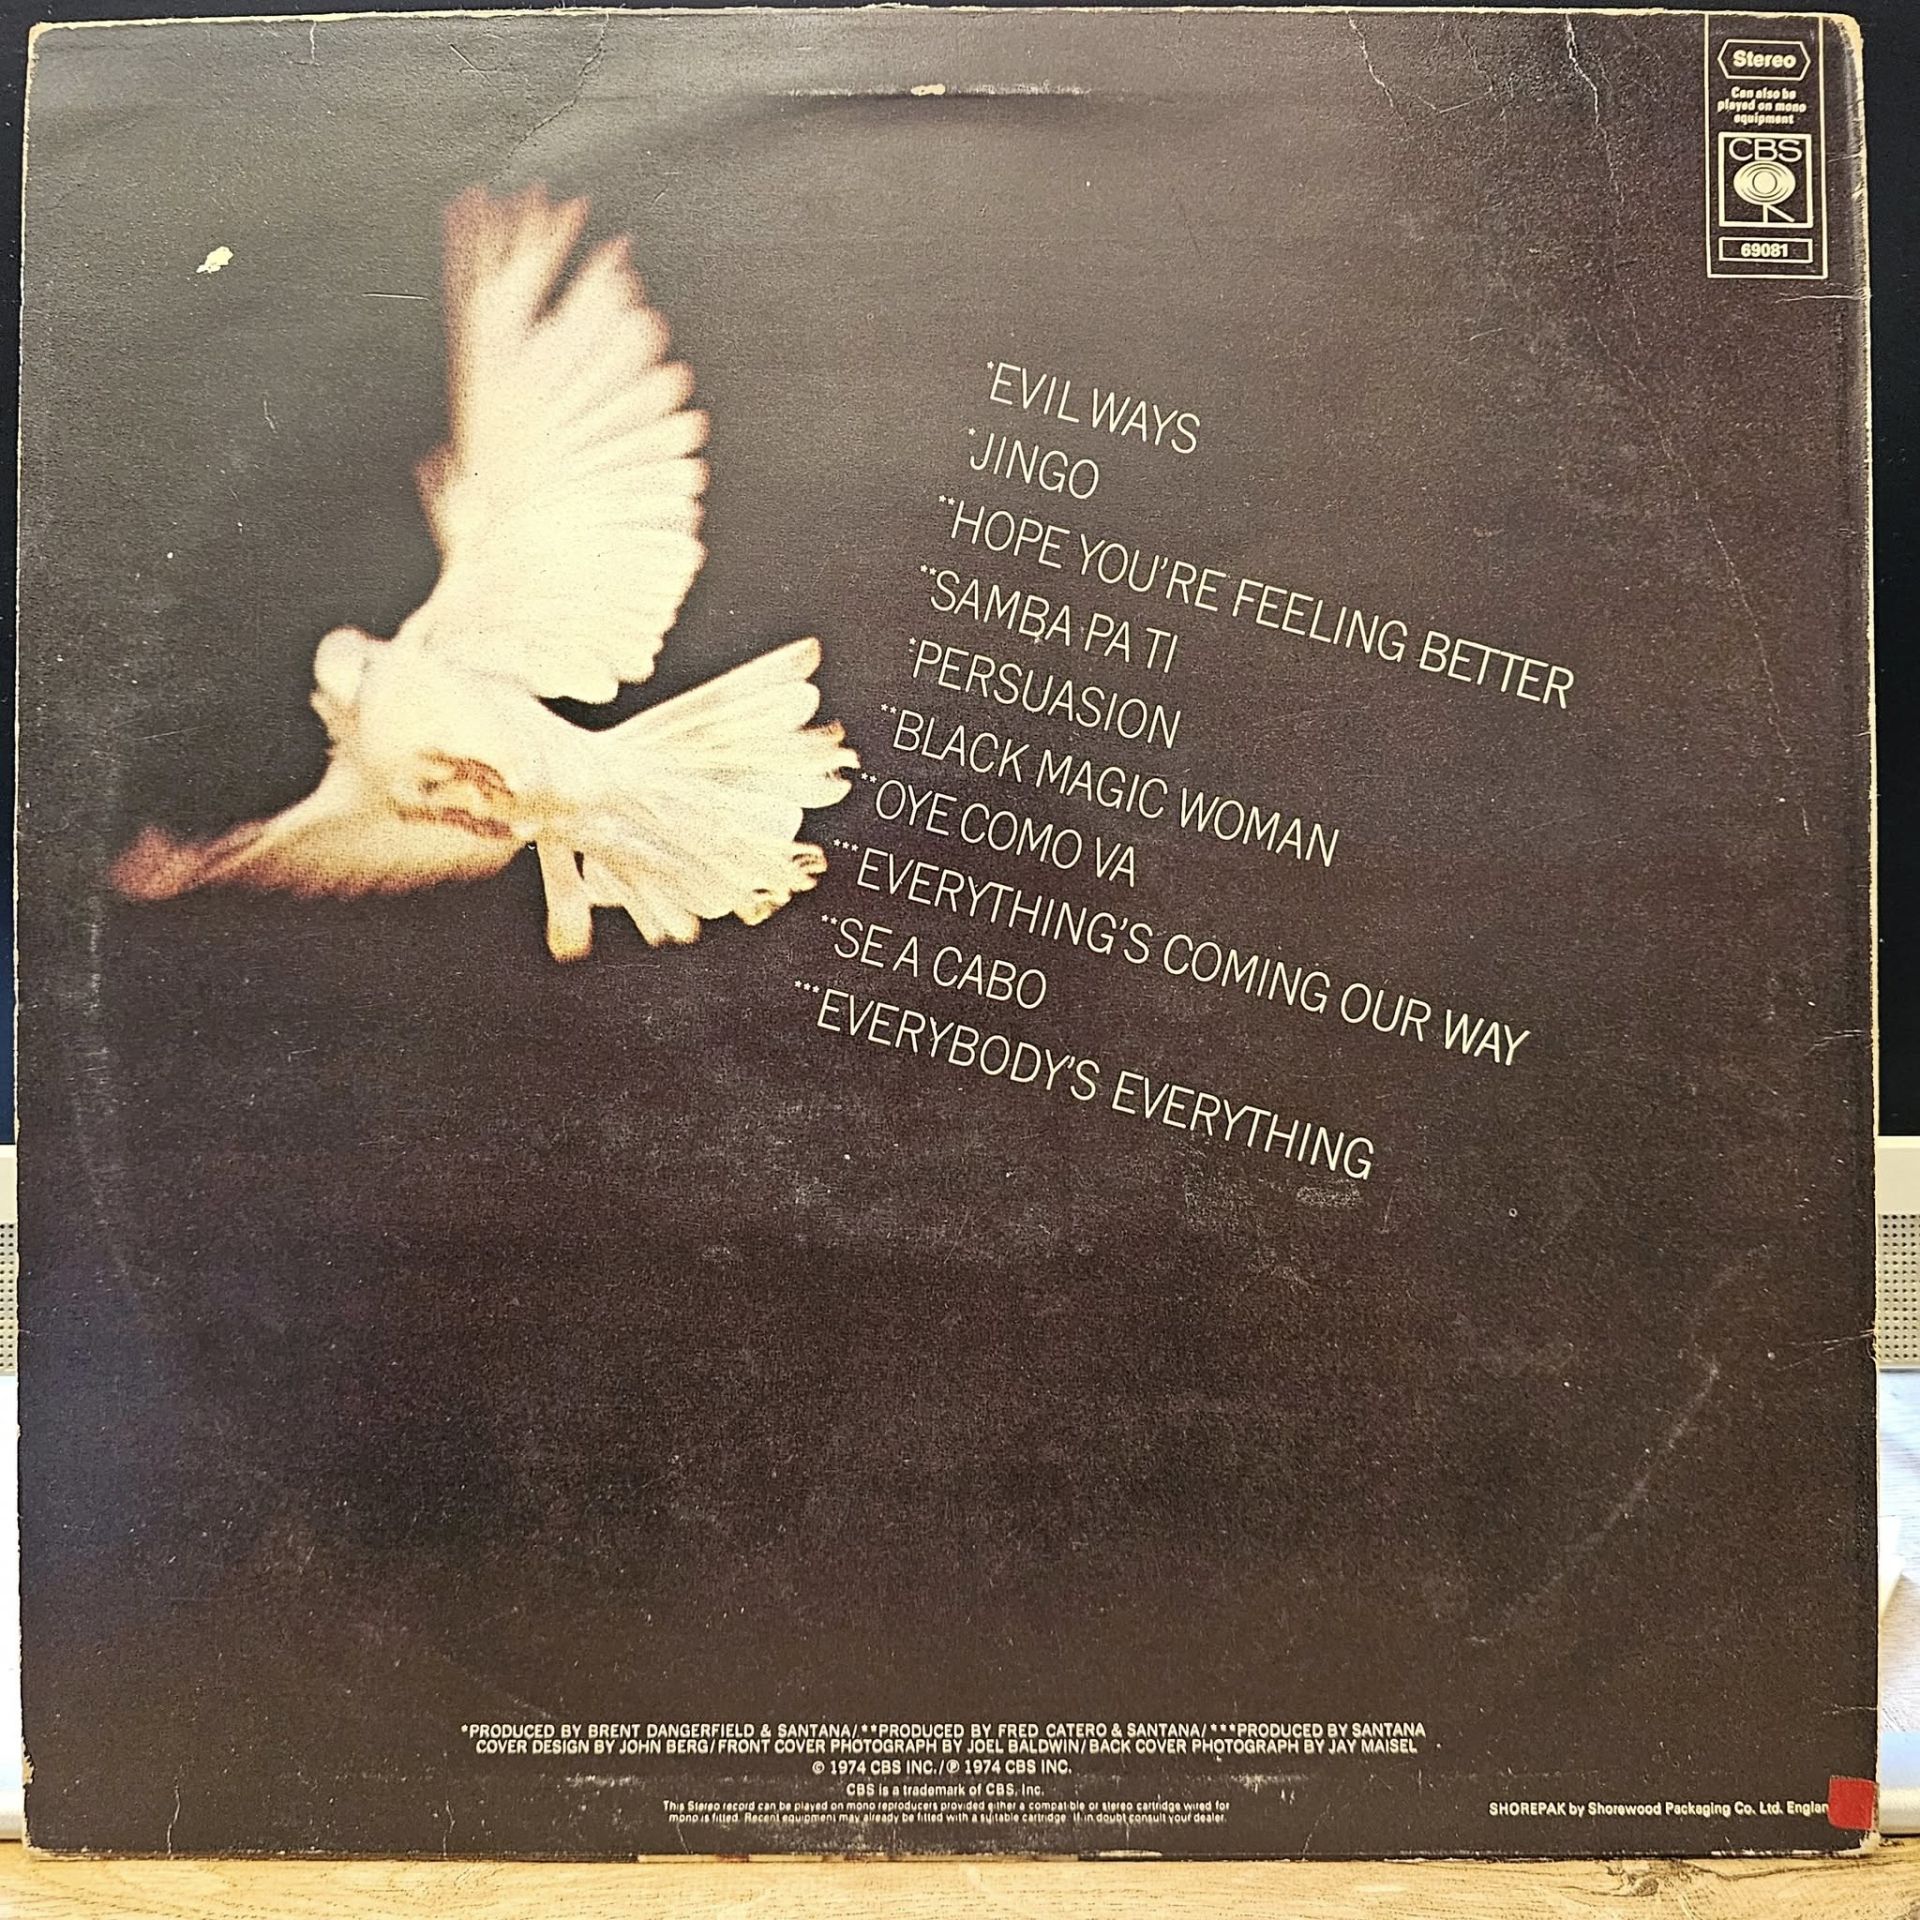 Stereo
Can also be
played on mono
equipment
CBS
69081
*EVIL WAYS
*JINGO
**HOPE YOU'RE FEELING BETTER
**SAMBA PA TI
*PERSUASION
**BLACK MAGIC WOMAN
**OYE COMO VA
***EVERYTHING'S COMING OUR WAY
**SE A CABO
***EVERYBODY'S EVERYTHING
*PRODUCED BY BRENT DANGERFIELD & SANTANA/**PRODUCED BY FRED CATERO & SANTANA/***PRODUCED BY SANTANA
COVER DESIGN BY JOHN BERG/FRONT COVER PHOTOGRAPH BY JOEL BALDWIN/BACK COVER PHOTOGRAPH BY JAY MAISEL
© 1974 CBS INC./℗ 1974 CBS INC.
CBS is a trademark of CBS, Inc.
This Stereo record can be played on mono reproducers provided either a compatible or stereo cartridge wired for
mono is fitted. Recent equipment may already be fitted with a suitable cartridge. If in doubt consult your dealer.
SHOREPAK by Shorewood Packaging Co. Ltd. Englan